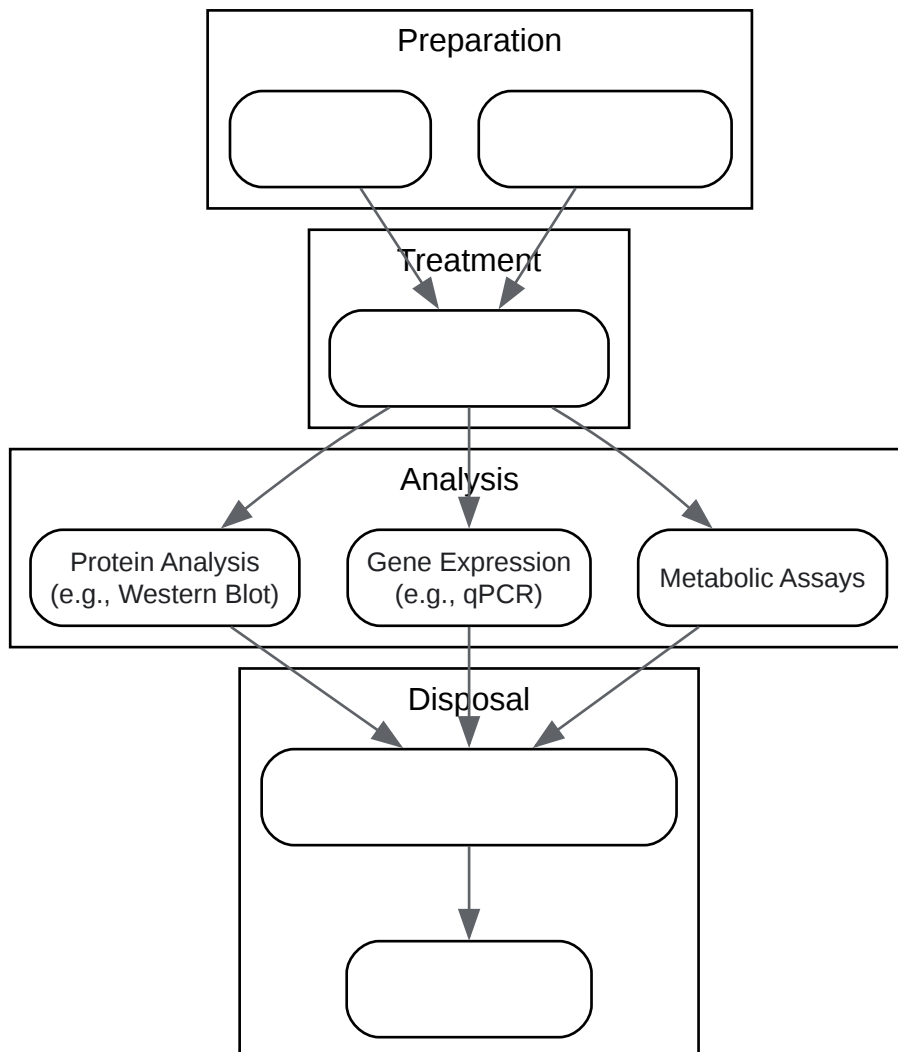 Preparation
Treatment
Analysis
Protein Analysis
(e.g., Western Blot)
Gene Expression
(e.g., qPCR)
Metabolic Assays
Disposal